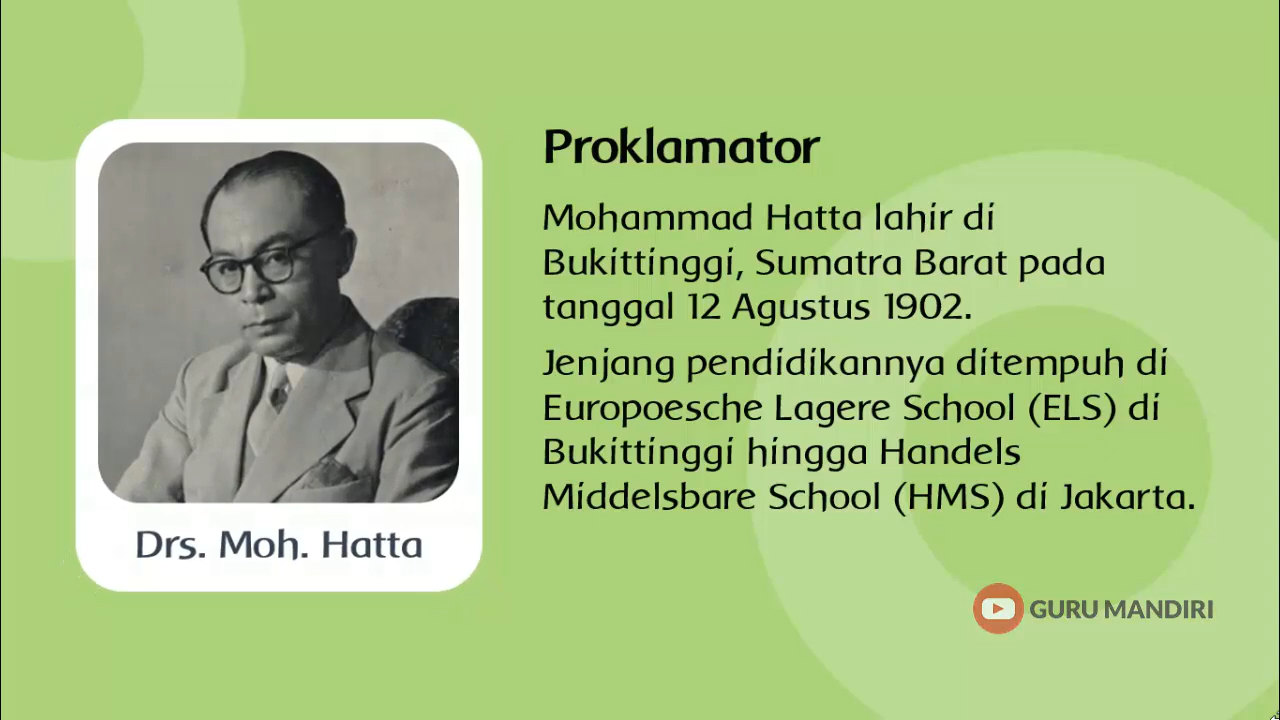 Proklamator
Mohammad Hatta lahir di
Bukittinggi, Sumatra Barat pada
tanggal 12 Agustus 1902.
Jenjang pendidikannya ditempuh di
Europoesche Lagere School (ELS) di
Bukittinggi hingga Handels
Middelsbare School (HMS) di Jakarta.
Drs. Moh. Hatta
GURU MANDIRI